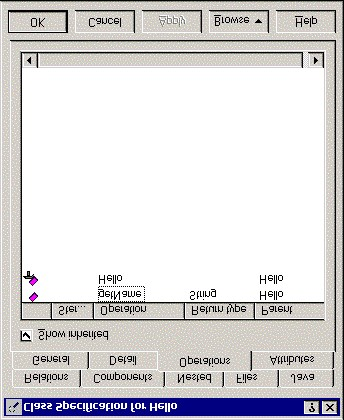 Class Specification for Hello
Relations Components Nested Files Java
General Detail Operations Attributes
Show inherited
Ster... Operation Return type Parent
getName Sting Hello
Hello Hello
OK Cancel Apply Browse Help